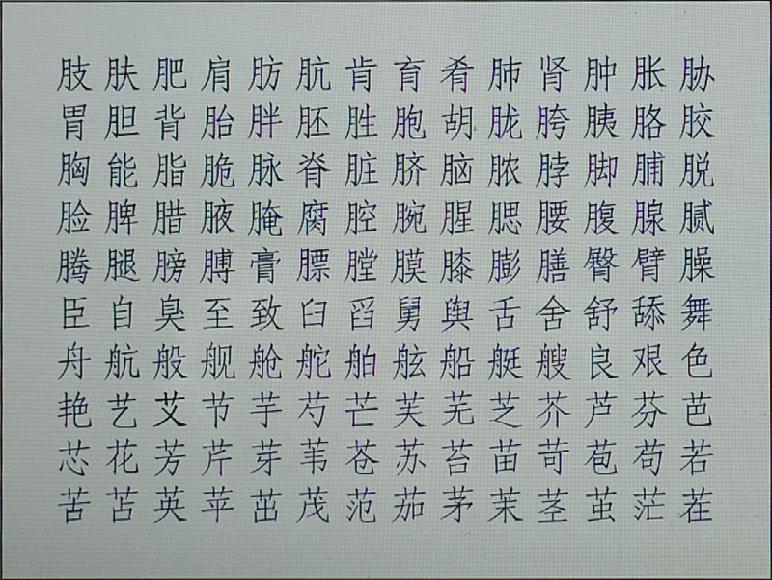 肢肤肥肩肪肮肯育肴肺肾肿胀胁
胃胆背胎胖胚胜胞胡胧胯胰胳胶
胸能脂脆脉脊脏脐脑脓脖脚脯脱
脸脾腊腋腌腐腔腕腥腮腰腹腺腻
腾腿膀膊膏膘膛膜膝膨膳臀臂臊
臣自臭至致臼舀舅舆舌舍舒舔舞
舟航般舰舱舵舶舷船艇艘良艰色
艳艺艾节芋芍芒芙芜芝芥芦芬芭
芯花芳芹芽苇苍苏苔苗苛苞苟若
苦苫英苹茁茂范茄茅茉茎茧茫茬